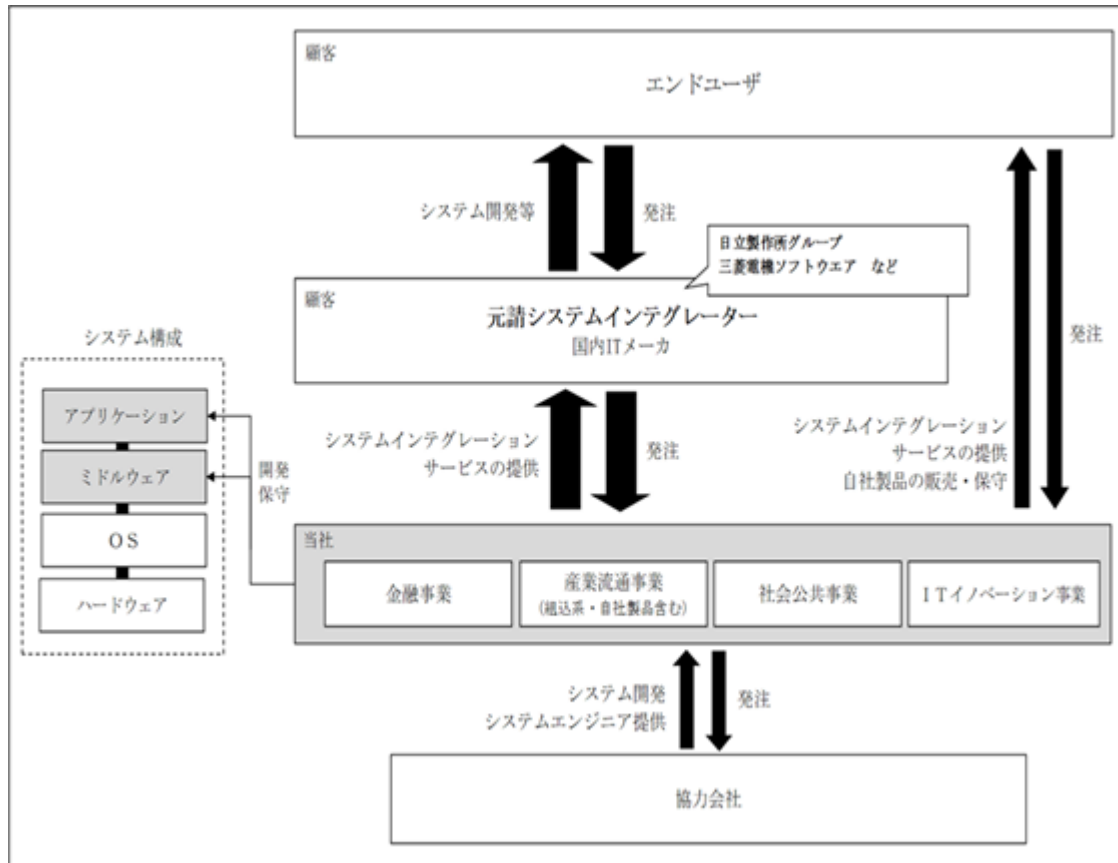 顧客
エンドユーザ
システム開発等
発注
日立製作所グループ
三菱電機ソフトウエア など
顧客
元請システムインテグレーター
国内ITメーカ
発注
システム構成
アプリケーション
ミドルウェア
OS
ハードウェア
開発
保守
システムインテグレーション
サービスの提供
発注
システムインテグレーション
サービスの提供
自社製品の販売・保守
当社
金融事業
産業流通事業
(組込系・自社製品含む)
社会公共事業
ITイノベーション事業
システム開発
システムエンジニア提供
発注
協力会社